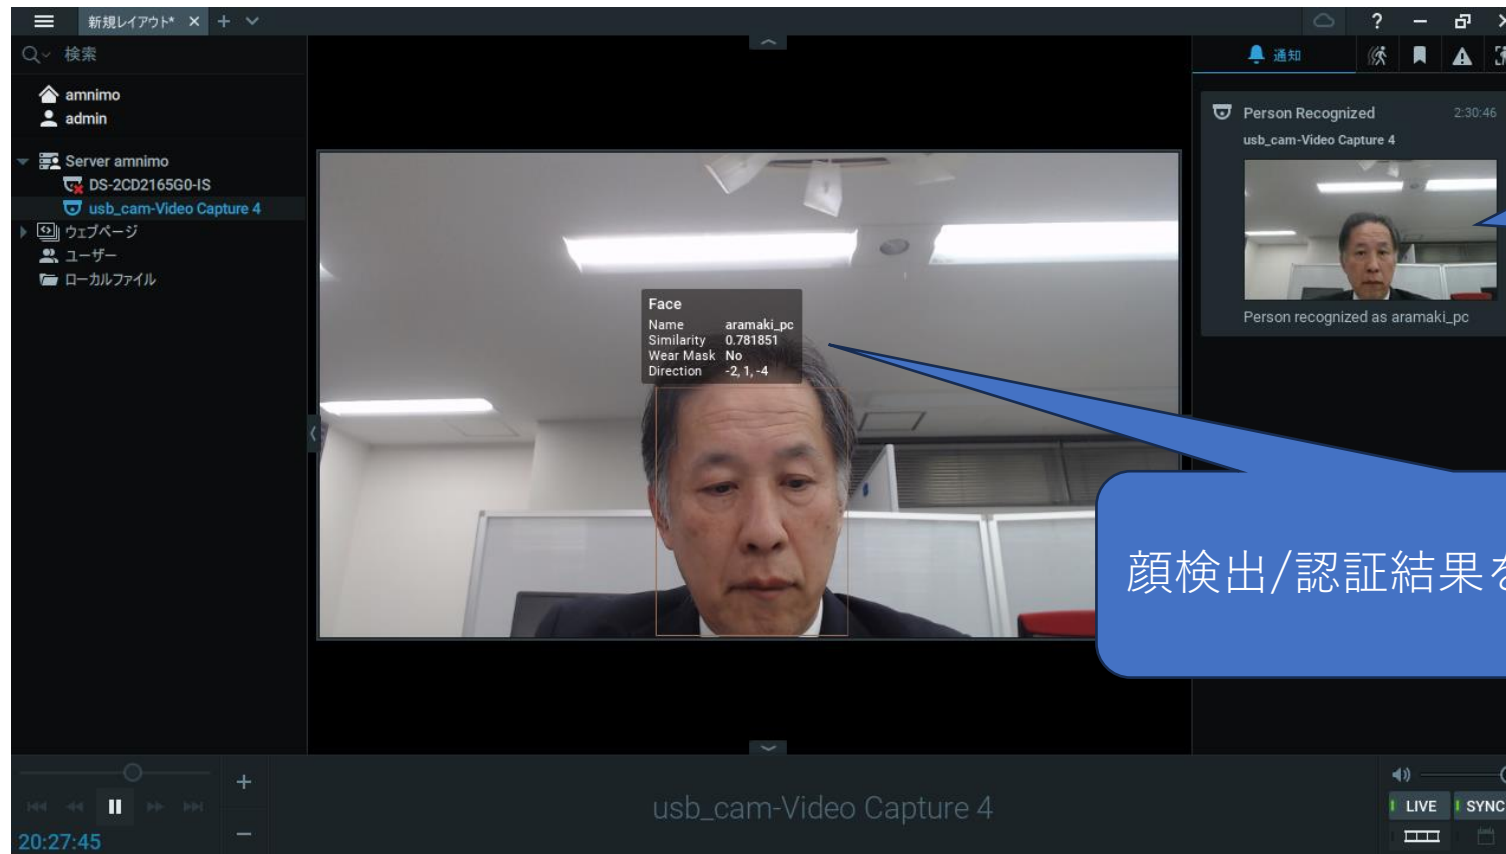 新規レイアウト*
?
検索
通知
amnimo
admin
Server amnimo
DS-2CD2165G0-IS
usb_cam-Video Capture 4
ウェブページ
ユーザー
ローカルファイル
Person Recognized 2:30:46
usb_cam-Video Capture 4
Person recognized as aramaki_pc
Face
Name aramaki_pc
Similarity 0.781851
Wear Mask No
Direction -2, 1, -4
顔検出/認証結果を
usb_cam-Video Capture 4
20:27:45
LIVE SYNC